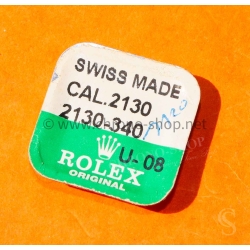 SWISS MADE
CAL.2130
2130-340
U-08
ROLEX
ORIGINAL